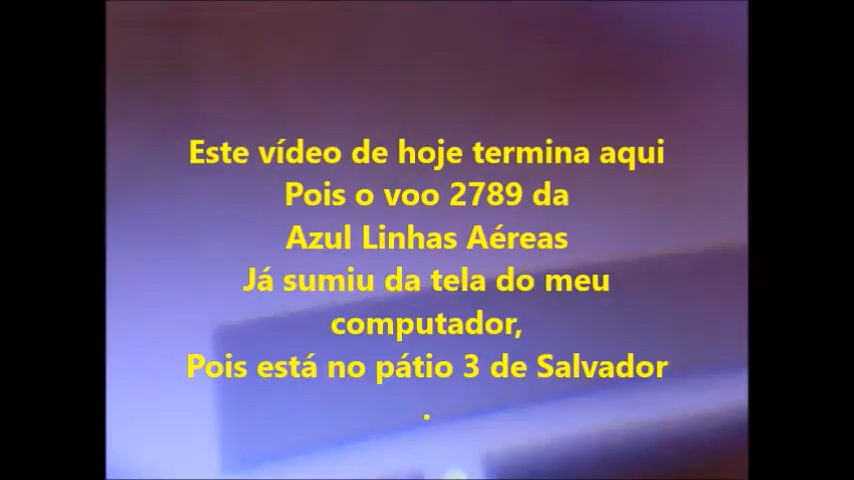 Este vídeo de hoje termina aqui
Pois o voo 2789 da
Azul Linhas Aéreas
Já sumiu da tela do meu
computador,
Pois está no pátio 3 de Salvador
.